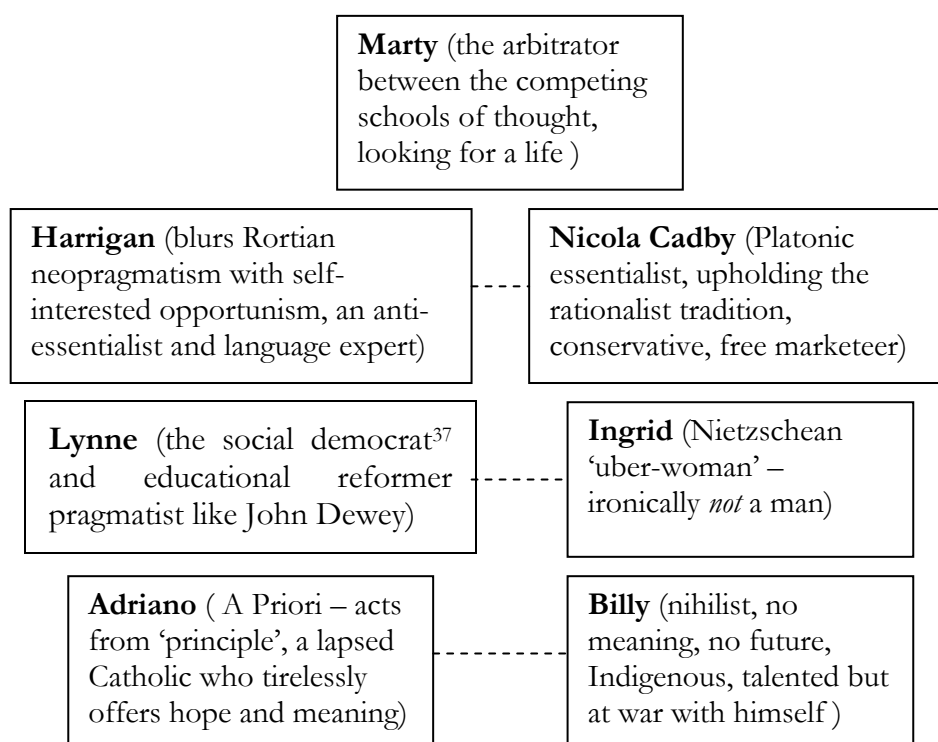 Marty (the arbitrator
between the competing
schools of thought,
looking for a life )
Harrigan (blurs Rortian
neopragmatism with self-
interested opportunism, an anti-
essentialist and language expert)
Nicola Cadby (Platonic
essentialist, upholding the
rationalist tradition,
conservative, free marketeer)
Lynne (the social democrat³⁷
and educational reformer
pragmatist like John Dewey)
Ingrid (Nietzschean
‘uber-woman’ –
ironically not a man)
Adriano ( A Priori – acts
from ‘principle’, a lapsed
Catholic who tirelessly
offers hope and meaning)
Billy (nihilist, no
meaning, no future,
Indigenous, talented but
at war with himself )